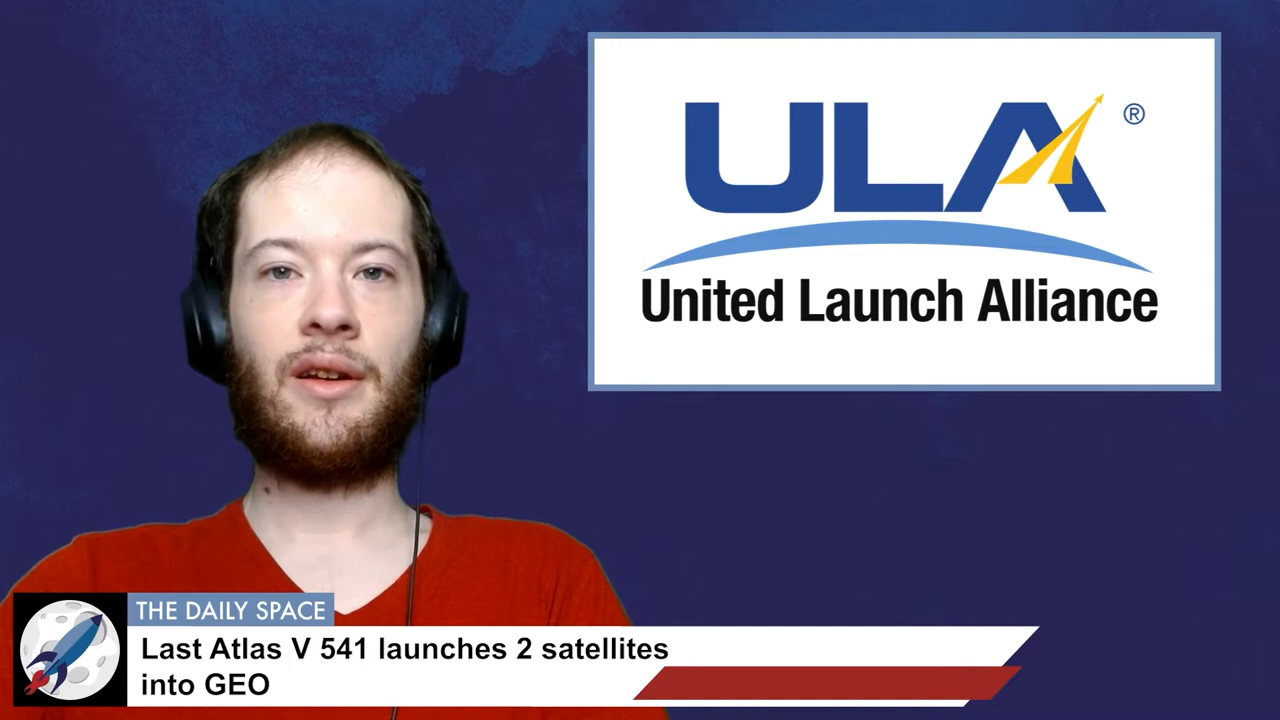 ULA®
United Launch Alliance
THE DAILY SPACE
Last Atlas V 541 launches 2 satellites
into GEO